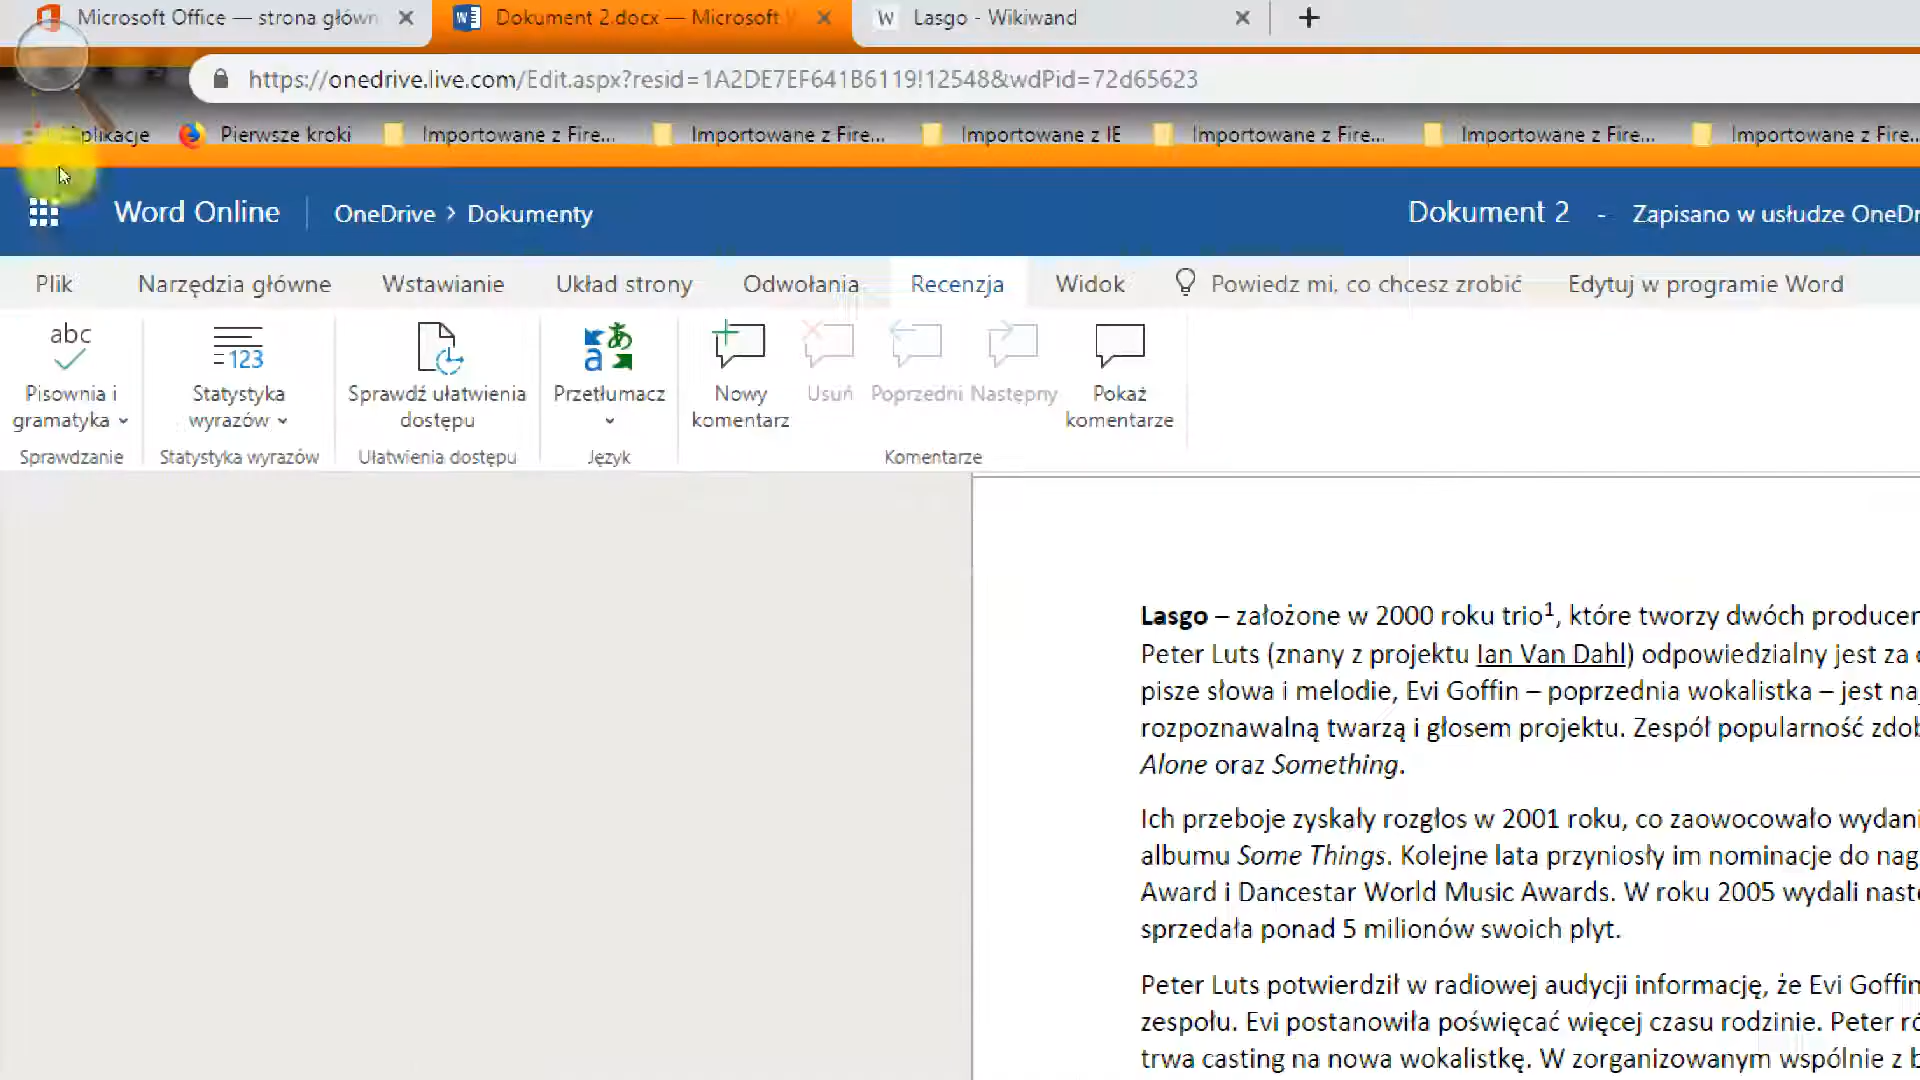 Microsoft Office — strona główn
Dokument 2.docx — Microsoft
Lasgo - Wikiwand
https://onedrive.live.com/Edit.aspx?resid=1A2DE7EF641B6119!12548&wdPid=72d65623
plikacje
Pierwsze kroki
Importowane z Fire...
Importowane z Fire...
Importowane z IE
Importowane z Fire...
Importowane z Fire...
Importowane z Fire...
Word Online
OneDrive > Dokumenty
Dokument 2 - Zapisano w usłudze OneDr
Plik
Narzędzia główne
Wstawianie
Układ strony
Odwołania
Recenzja
Widok
Powiedz mi, co chcesz zrobić
Edytuj w programie Word
abc
Pisownia i
gramatyka
Sprawdzanie
123
Statystyka
wyrazów
Statystyka wyrazów
Sprawdź ułatwienia
dostępu
Ułatwienia dostępu
Przetłumacz
Język
Nowy
komentarz
Usuń
Poprzedni
Następny
Pokaż
komentarze
Komentarze
Lasgo – założone w 2000 roku trio¹, które tworzy dwóch producen
Peter Luts (znany z projektu Ian Van Dahl) odpowiedzialny jest za
pisze słowa i melodie, Evi Goffin – poprzednia wokalistka – jest naj
rozpoznawalną twarzą i głosem projektu. Zespół popularność zdob
Alone oraz Something.
Ich przeboje zyskały rozgłos w 2001 roku, co zaowocowało wydani
albumu Some Things. Kolejne lata przyniosły im nominacje do nag
Award i Dancestar World Music Awards. W roku 2005 wydali nastę
sprzedała ponad 5 milionów swoich płyt.
Peter Luts potwierdził w radiowej audycji informację, że Evi Goffin
zespołu. Evi postanowiła poświęcać więcej czasu rodzinie. Peter ró
trwa casting na nowa wokalistkę. W zorganizowanym wspólnie z b